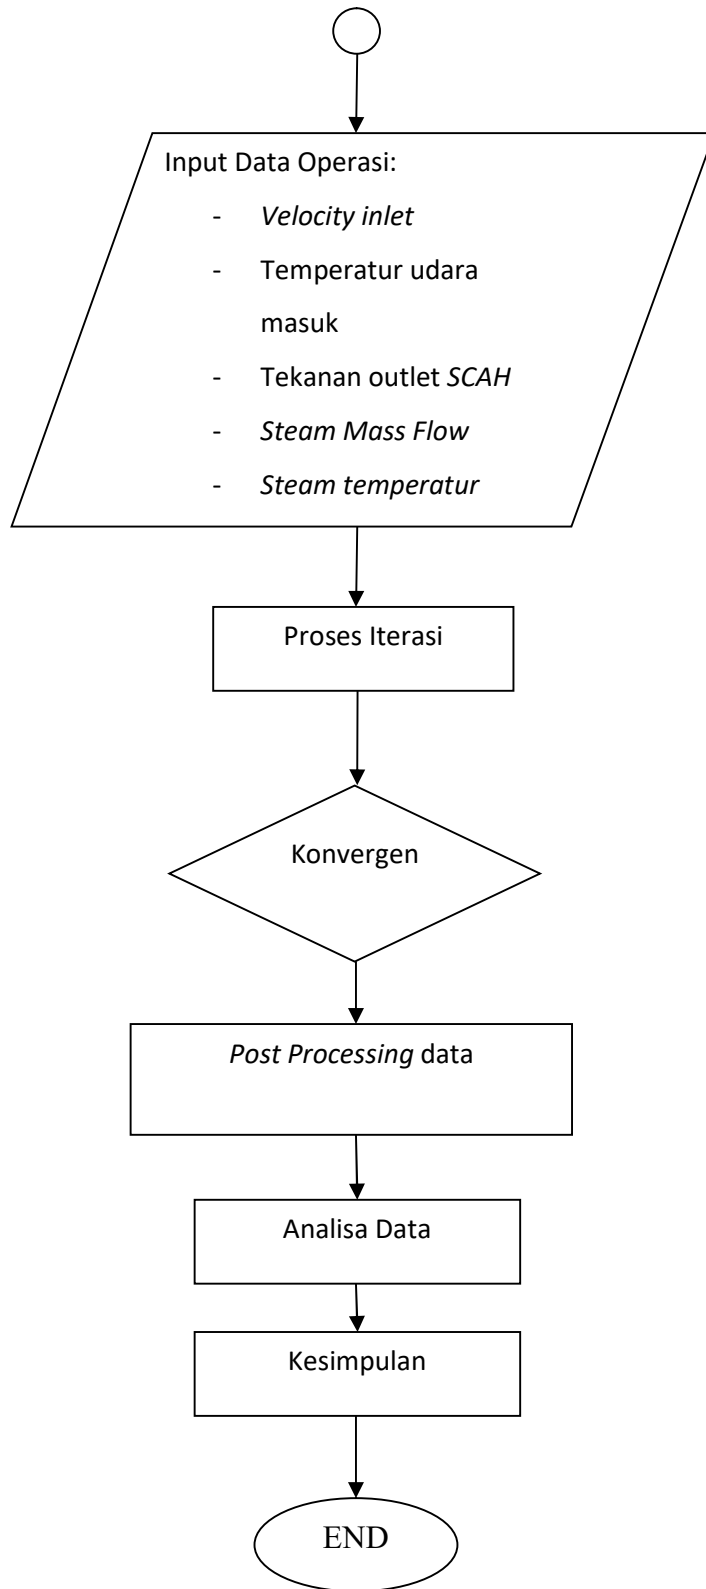 Input Data Operasi:
- Velocity inlet
- Temperatur udara
masuk
- Tekanan outlet SCAH
- Steam Mass Flow
- Steam temperatur
Proses Iterasi
Konvergen
Post Processing data
Analisa Data
Kesimpulan
END